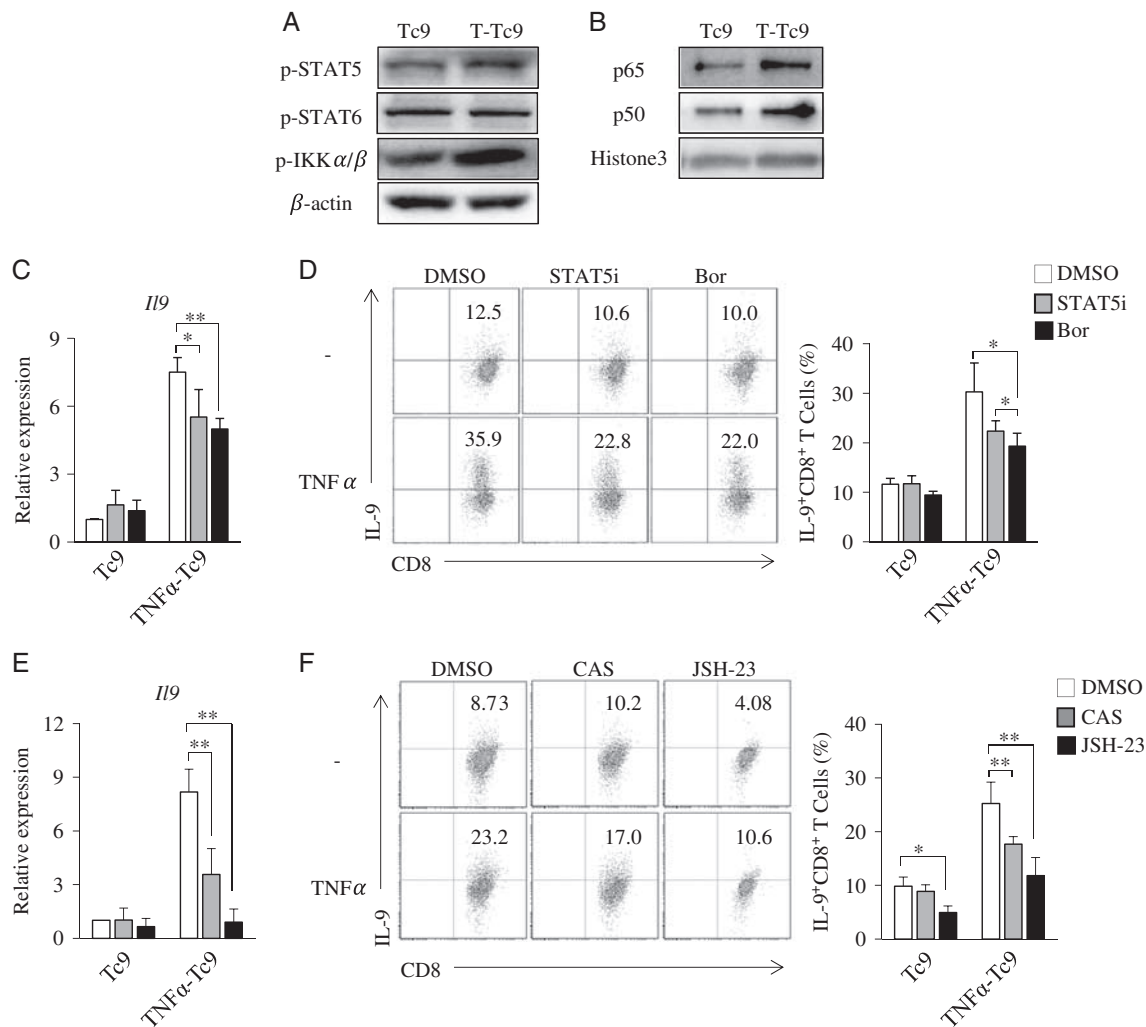 A
Tc9 T-Tc9
p-STAT5
p-STAT6
p-IKKα/β
β-actin
B
Tc9 T-Tc9
p65
p50
Histone3
C
Il9
Relative expression
9
6
3
0
**
*
Tc9
TNFα-Tc9
D
DMSO STAT5i Bor
-
12.5 10.6 10.0
TNFα
35.9 22.8 22.0
IL-9
CD8
DMSO
STAT5i
Bor
IL-9+CD8+ T Cells (%)
40
30
20
10
0
*
*
Tc9
TNFα-Tc9
E
Il9
Relative expression
12
9
6
3
0
**
**
Tc9
TNFα-Tc9
F
DMSO CAS JSH-23
-
8.73 10.2 4.08
TNFα
23.2 17.0 10.6
IL-9
CD8
DMSO
CAS
JSH-23
IL-9+CD8+ T Cells (%)
40
30
20
10
0
*
**
**
Tc9
TNFα-Tc9